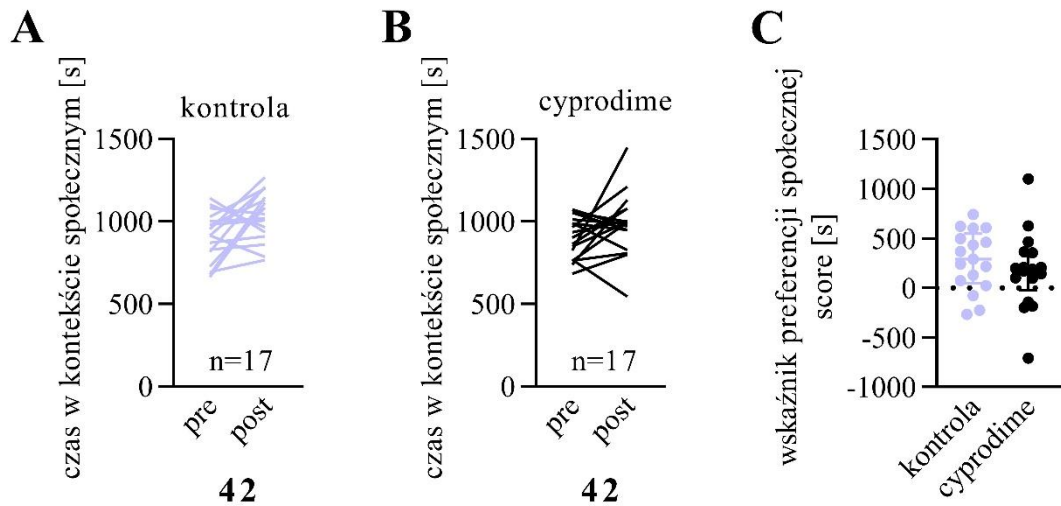 A
czas w kontekście społecznym [s]
kontrola
1500
1000
500
0
n=17
pre
post
42
B
czas w kontekście społecznym [s]
cyprodime
1500
1000
500
0
n=17
pre
post
42
C
wskaźnik preferencji społecznej
score [s]
1500
1000
500
0
-500
-1000
kontrola
cyprodime